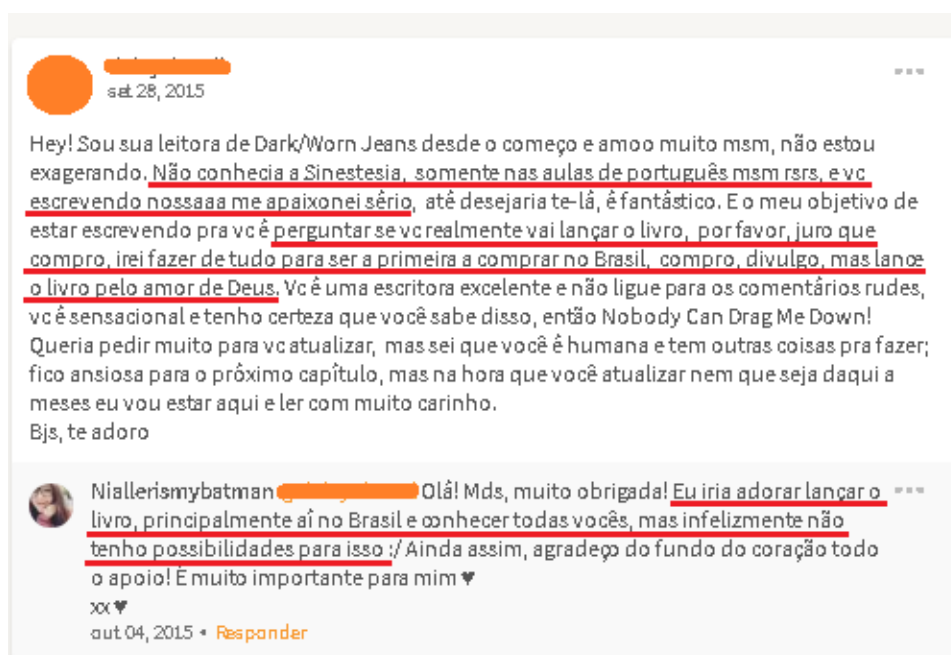 set 28, 2015
Hey! Sou sua leitora de Dark/Worn Jeans desde o começo e amoo muito msm, não estou
exagerando. Não conhecia a Sinestesia, somente nas aulas de português msm rsrs, e vc
escrevendo nossaaa me apaixonei sério, até desejaria te-lá, é fantástico. E o meu objetivo de
estar escrevendo pra vc é perguntar se vc realmente vai lançar o livro, por favor, juro que
compro, irei fazer de tudo para ser a primeira a comprar no Brasil, compro, divulgo, mas lance
o livro pelo amor de Deus. Vc é uma escritora excelente e não ligue para os comentários rudes,
vc é sensacional e tenho certeza que você sabe disso, então Nobody Can Drag Me Down!
Queria pedir muito para vc atualizar, mas sei que você é humana e tem outras coisas pra fazer;
fico ansiosa para o próximo capítulo, mas na hora que você atualizar nem que seja daqui a
meses eu vou estar aqui e ler com muito carinho.
Bjs, te adoro
Niallerismybatman Olá! Mds, muito obrigada! Eu iria adorar lançar o
livro, principalmente aí no Brasil e conhecer todas vocês, mas infelizmente não
tenho possibilidades para isso :/ Ainda assim, agradeço do fundo do coração todo
o apoio! É muito importante para mim ♥
xx ♥
out 04, 2015 • Responder